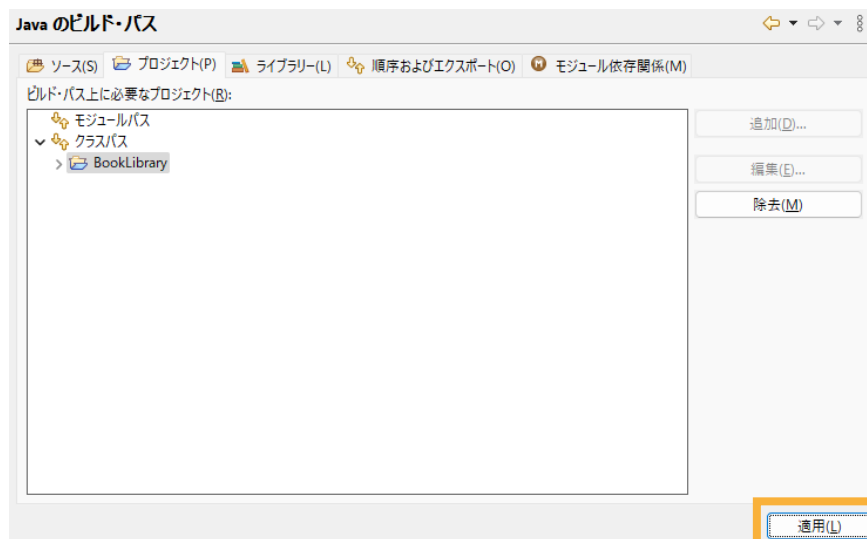 Java のビルド・パス
ソース(S) プロジェクト(P) ライブラリー(L) 順序およびエクスポート(O) モジュール依存関係(M)
ビルド・パス上に必要なプロジェクト(R):
モジュールパス
クラスパス
BookLibrary
追加(D)...
編集(E)...
除去(M)
適用(L)